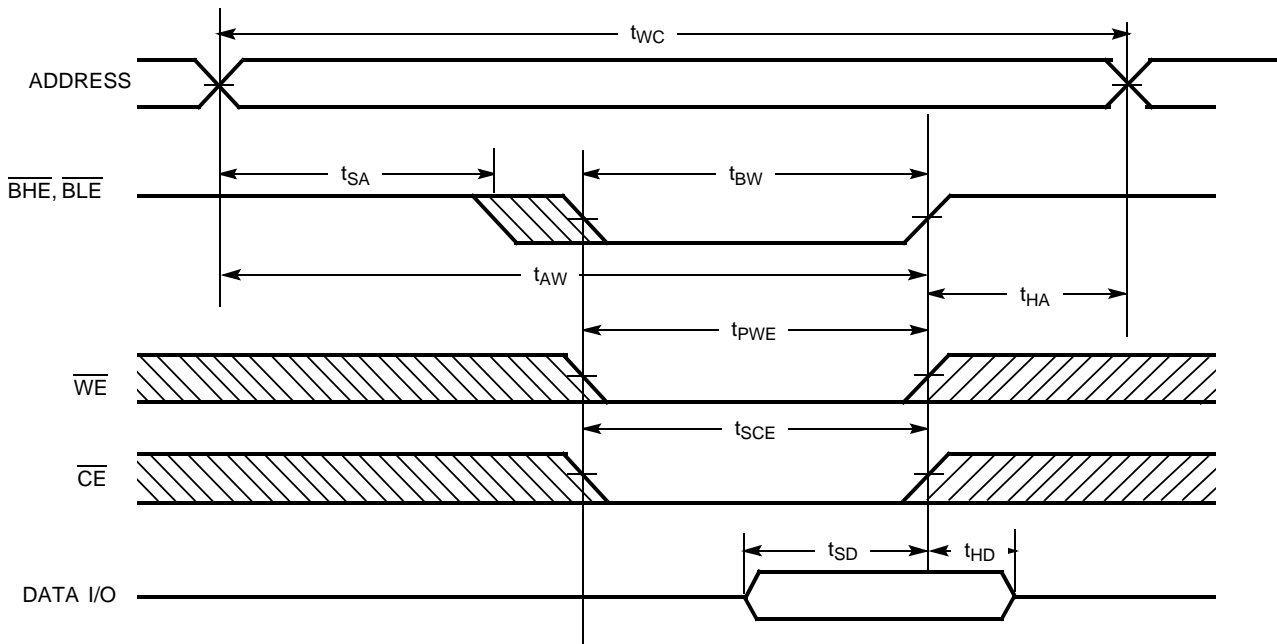 tWC
ADDRESS
tSA
tBW
BHE, BLE
tAW
tHA
tPWE
WE
tSCE
CE
tSD
tHD
DATA I/O